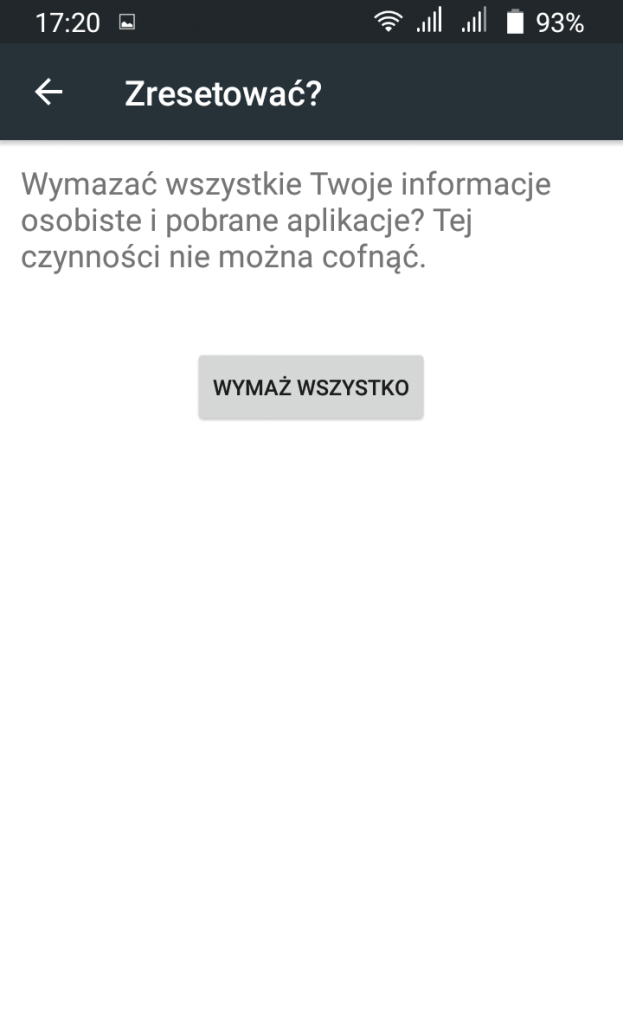 17:20 93%
Zresetować?
Wymazać wszystkie Twoje informacje
osobiste i pobrane aplikacje? Tej
czynności nie można cofnąć.
WYMAŻ WSZYSTKO